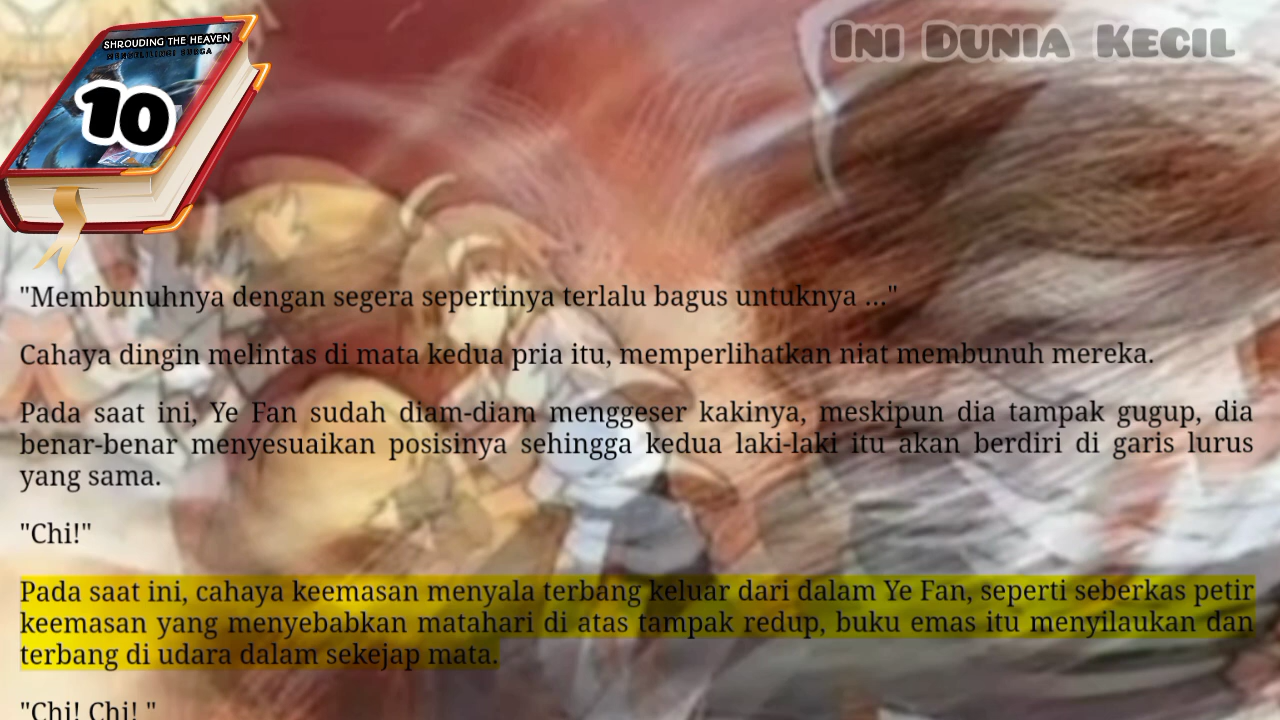 SHROUDING THE HEAVEN
10
Ini Dunia Kecil
"Membunuhnya dengan segera sepertinya terlalu bagus untuknya ..."
Cahaya dingin melintas di mata kedua pria itu, memperlihatkan niat membunuh mereka.
Pada saat ini, Ye Fan sudah diam-diam menggeser kakinya, meskipun dia tampak gugup, dia
benar-benar menyesuaikan posisinya sehingga kedua laki-laki itu akan berdiri di garis lurus
yang sama.
"Chi!"
Pada saat ini, cahaya keemasan menyala terbang keluar dari dalam Ye Fan, seperti seberkas petir
keemasan yang menyebabkan matahari di atas tampak redup, buku emas itu menyilaukan dan
terbang di udara dalam sekejap mata.
"Chi! Chi! "